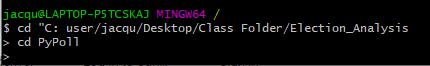 jacqu@LAPTOP-P5TCSKAJ MINGW64 /
$ cd "C: user/jacqu/Desktop/Class Folder/Election_Analysis
> cd PyPoll
>